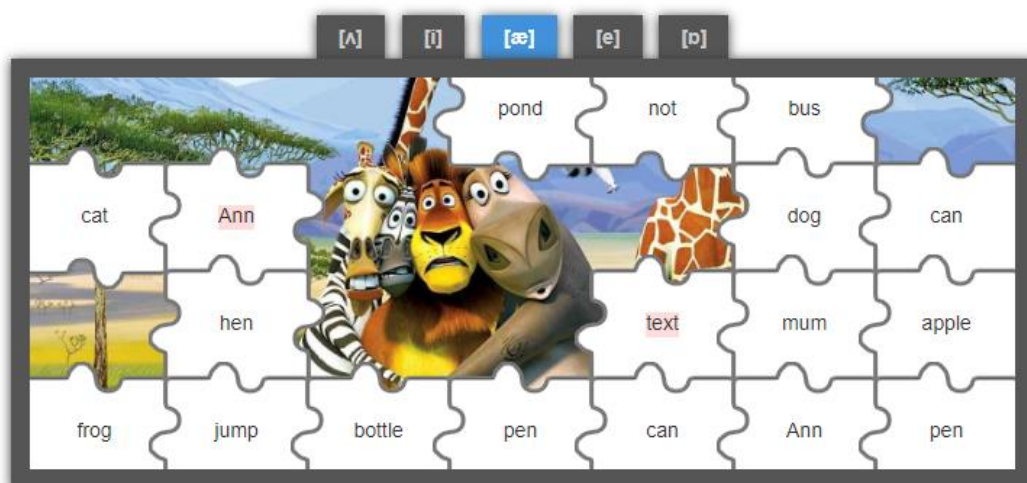 [ʌ] [i] [æ] [e] [ɒ]
pond not bus
cat Ann dog can
hen text mum apple
frog jump bottle pen can Ann pen